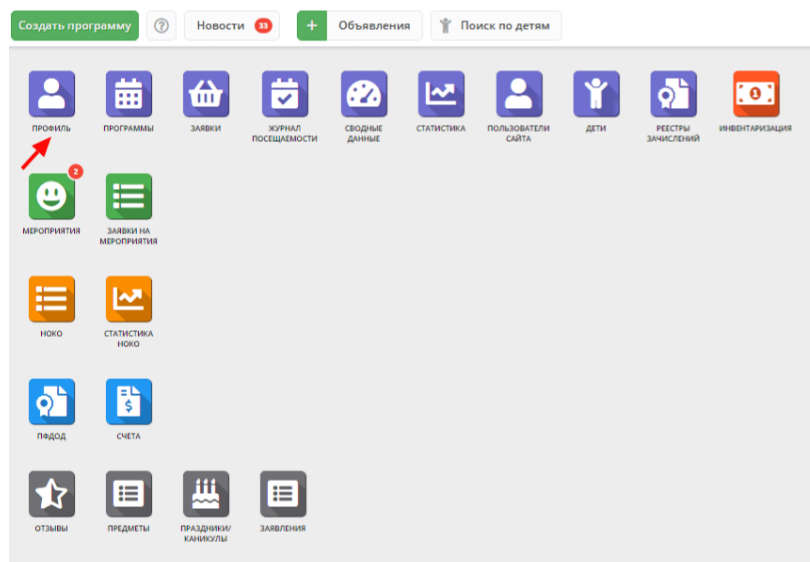 Создать программу
?
Новости 33
+ Объявления
Поиск по детям
ПРОФИЛЬ
ПРОГРАММЫ
ЗАЯВКИ
ЖУРНАЛ
ПОСЕЩАЕМОСТИ
СВОДНЫЕ
ДАННЫЕ
СТАТИСТИКА
ПОЛЬЗОВАТЕЛИ
САЙТА
ДЕТИ
РЕЕСТРЫ
ЗАЧИСЛЕНИЙ
ИНВЕНТАРИЗАЦИЯ
2
МЕРОПРИЯТИЯ
ЗАЯВКИ НА
МЕРОПРИЯТИЯ
НОКО
СТАТИСТИКА
НОКО
ПФДОД
СЧЕТА
ОТЗЫВЫ
ПРЕДМЕТЫ
ПРАЗДНИКИ/
КАНИКУЛЫ
ЗАЯВЛЕНИЯ